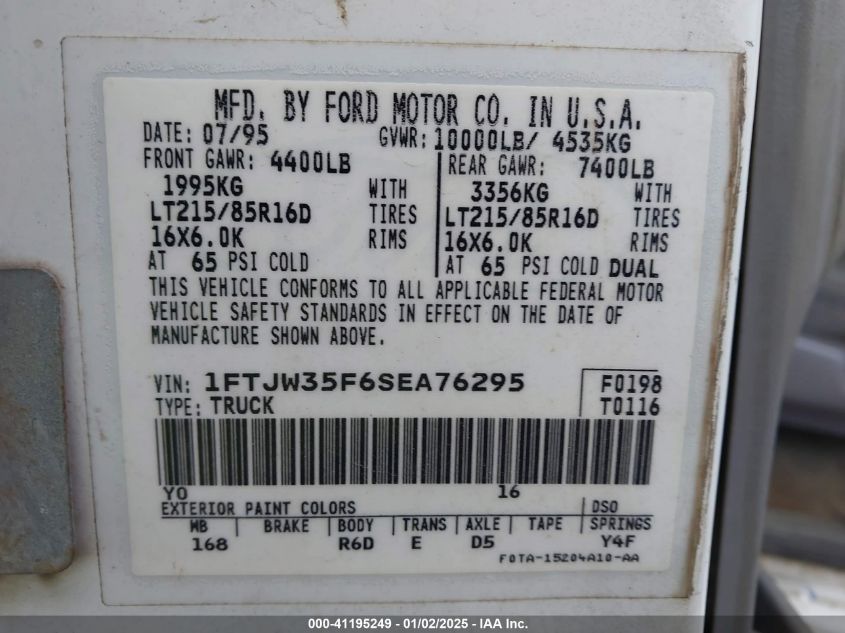 MFD. BY FORD MOTOR CO. IN U.S.A.
DATE: 07/95 GVWR: 10000LB/ 4535KG
FRONT GAWR: 4400LB REAR GAWR: 7400LB
1995KG WITH 3356KG WITH
LT215/85R16D TIRES LT215/85R16D TIRES
16X6.0K RIMS 16X6.0K RIMS
AT 65 PSI COLD AT 65 PSI COLD DUAL
THIS VEHICLE CONFORMS TO ALL APPLICABLE FEDERAL MOTOR
VEHICLE SAFETY STANDARDS IN EFFECT ON THE DATE OF
MANUFACTURE SHOWN ABOVE.
VIN: 1FTJW35F6SEA76295 F0198
TYPE: TRUCK T0116
YO 16
EXTERIOR PAINT COLORS DSO
WB BRAKE BODY TRANS AXLE TAPE SPRINGS
168 R6D E D5 Y4F
F0TA-15204A10-AA
000-41195249 - 01/02/2025 - IAA Inc.